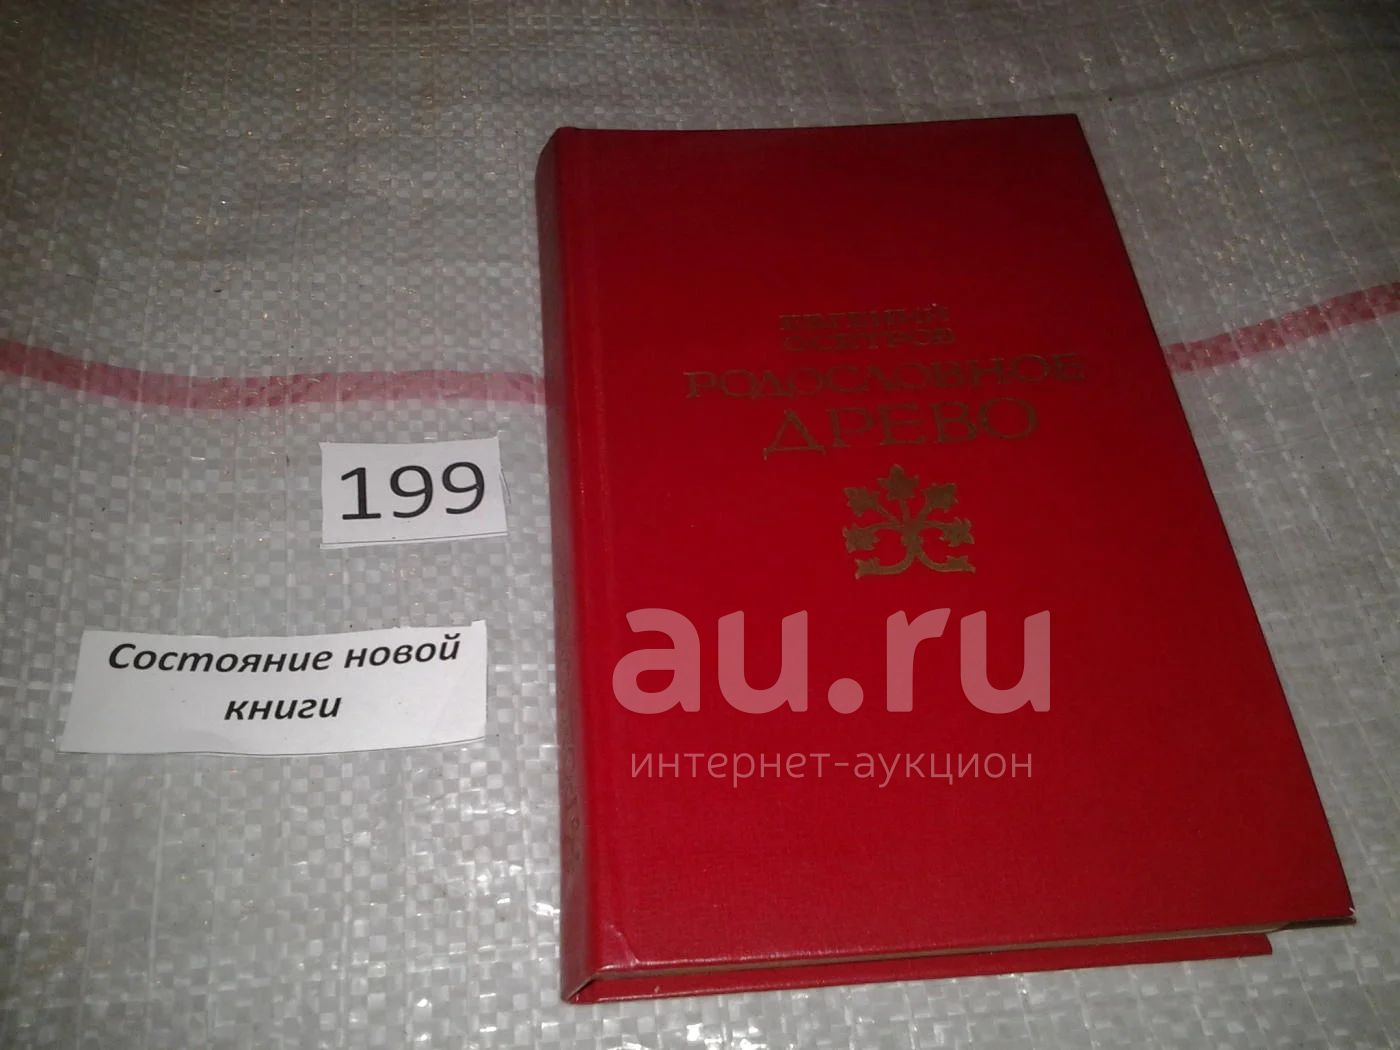 ЕВГЕНИЙ
ОСЕТРОВ
РОДОСЛОВНОЕ
ДРЕВО
199
Состояние новой
книги
au.ru
интернет-аукцион